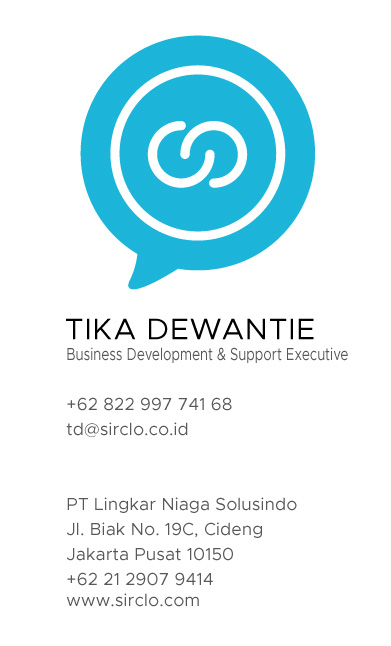 TIKA DEWANTIE
Business Development & Support Executive
+62 822 997 741 68
td@sirclo.co.id
PT Lingkar Niaga Solusindo
Jl. Biak No. 19C, Cideng
Jakarta Pusat 10150
+62 21 2907 9414
www.sirclo.com